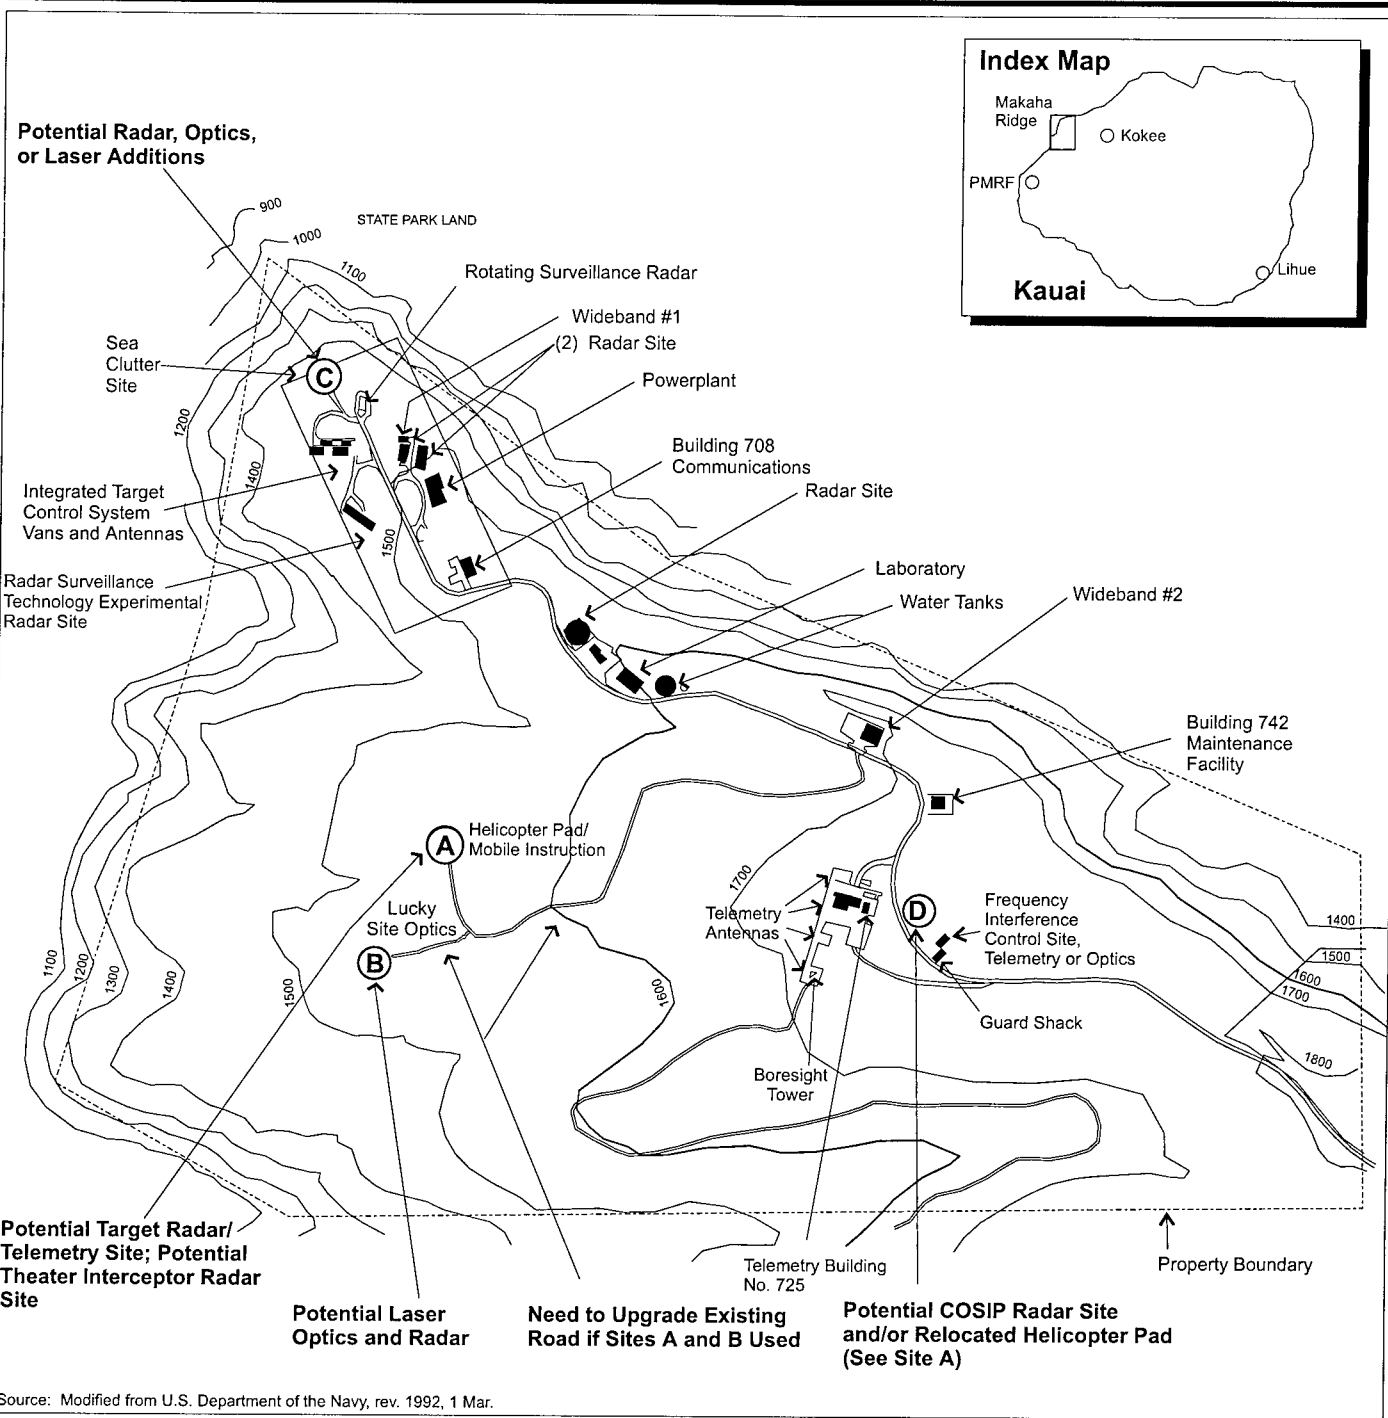 Index Map
Makaha
Ridge
Kokee
PMRF
Lihue
Kauai
Potential Radar, Optics,
or Laser Additions
900
STATE PARK LAND
1000
1100
Rotating Surveillance Radar
Wideband #1
(2) Radar Site
Sea
Clutter
Site
C
Powerplant
1200
Building 708
Communications
1400
Radar Site
Integrated Target
Control System
Vans and Antennas
1500
Laboratory
Radar Surveillance
Technology Experimental
Radar Site
Water Tanks
Wideband #2
Building 742
Maintenance
Facility
A
Helicopter Pad/
Mobile Instruction
1700
Lucky
Site Optics
Telemetry
Antennas
D
Frequency
Interference
Control Site,
Telemetry or Optics
1400
1500
1600
1700
B
1100
1200
1300
1400
1500
1600
Guard Shack
1800
Boresight
Tower
Potential Target Radar/
Telemetry Site; Potential
Theater Interceptor Radar
Site
Telemetry Building
No. 725
Property Boundary
Potential Laser
Optics and Radar
Need to Upgrade Existing
Road if Sites A and B Used
Potential COSIP Radar Site
and/or Relocated Helicopter Pad
(See Site A)
Source: Modified from U.S. Department of the Navy, rev. 1992, 1 Mar.